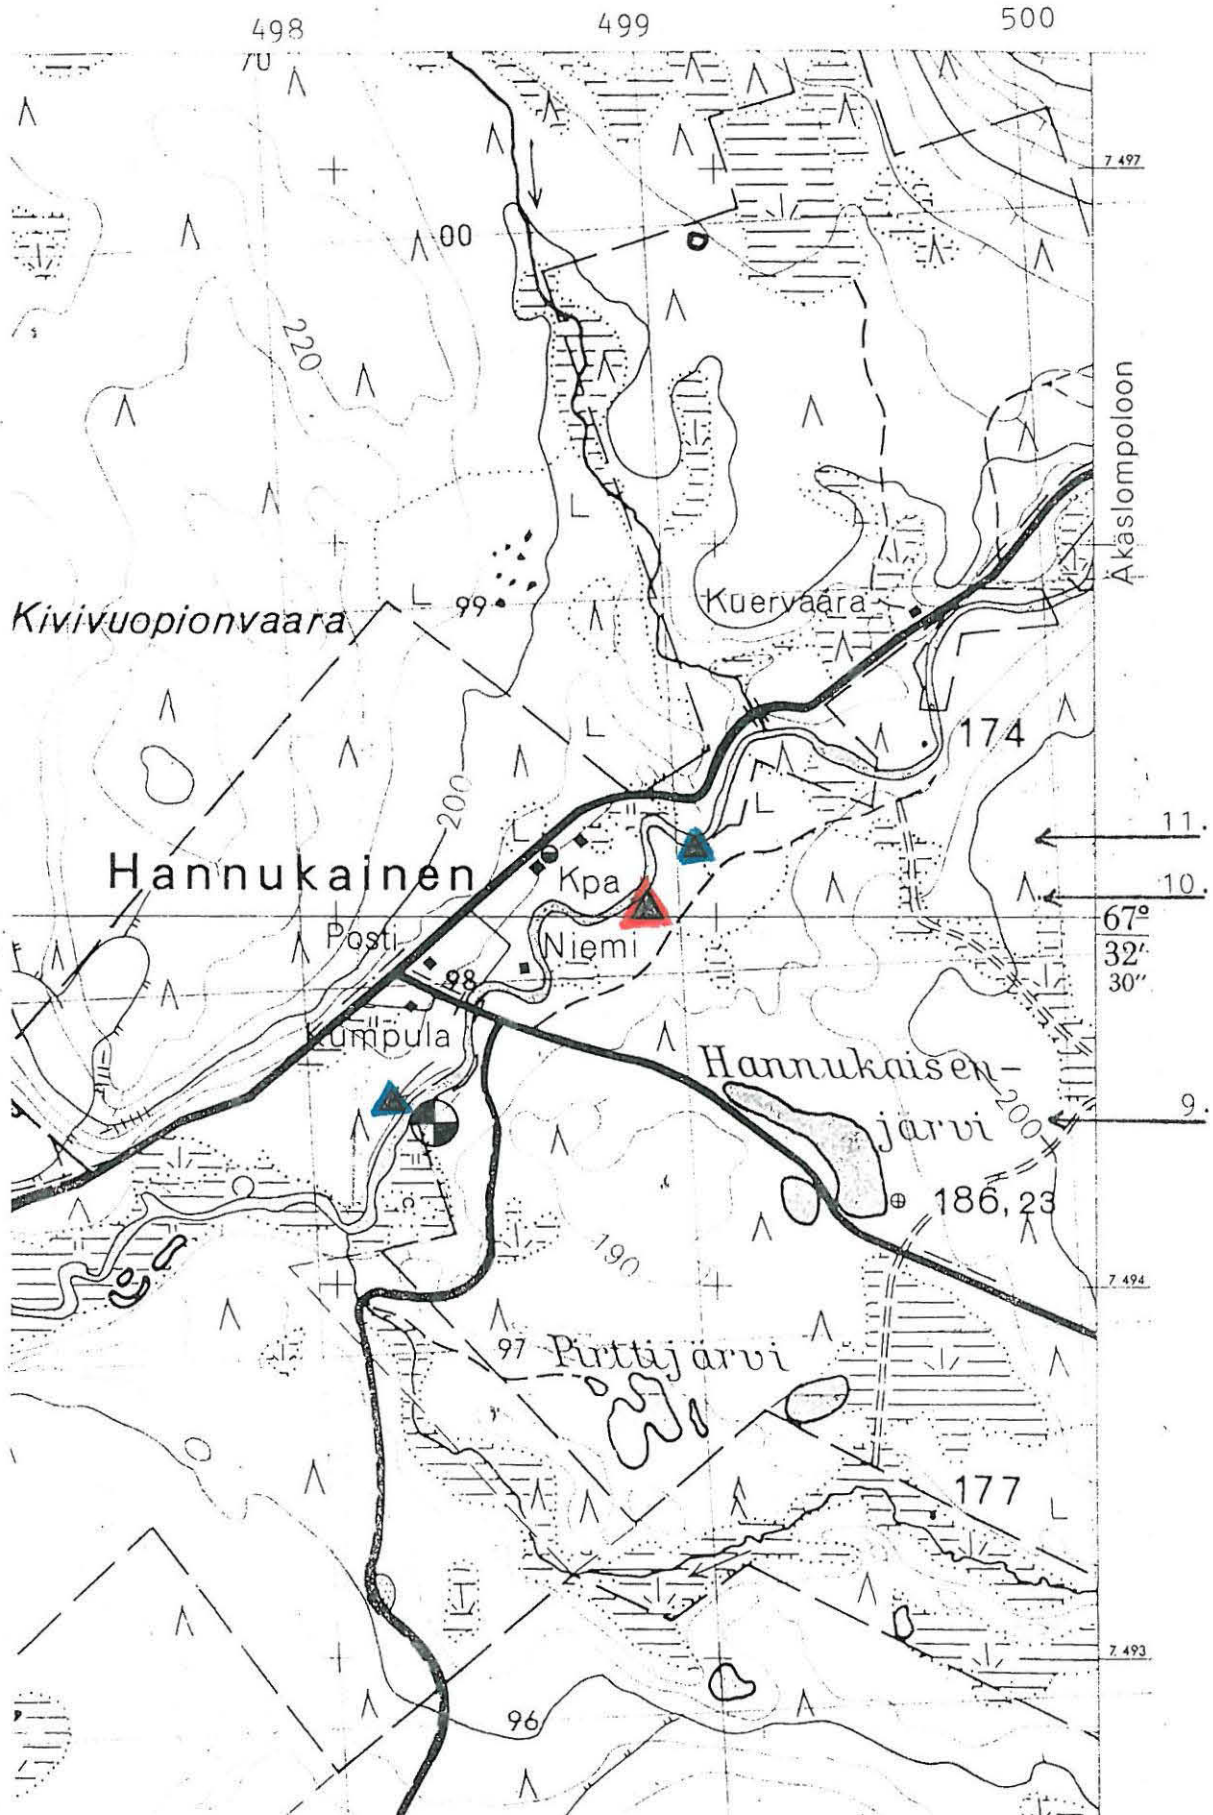 498
499
500
70
7 497
00
220
Äkäslompoloon
Kuervaara
99
Kivivuopionvaara
174
200
11.
Hannukainen
Kpa
10.
67°
Posti
Niemi
32'
98
30"
Kumpula
Hannukaisen-
200
järvi
9.
186,23
190
7 494
97
Pirttijärvi
177
7 493
96